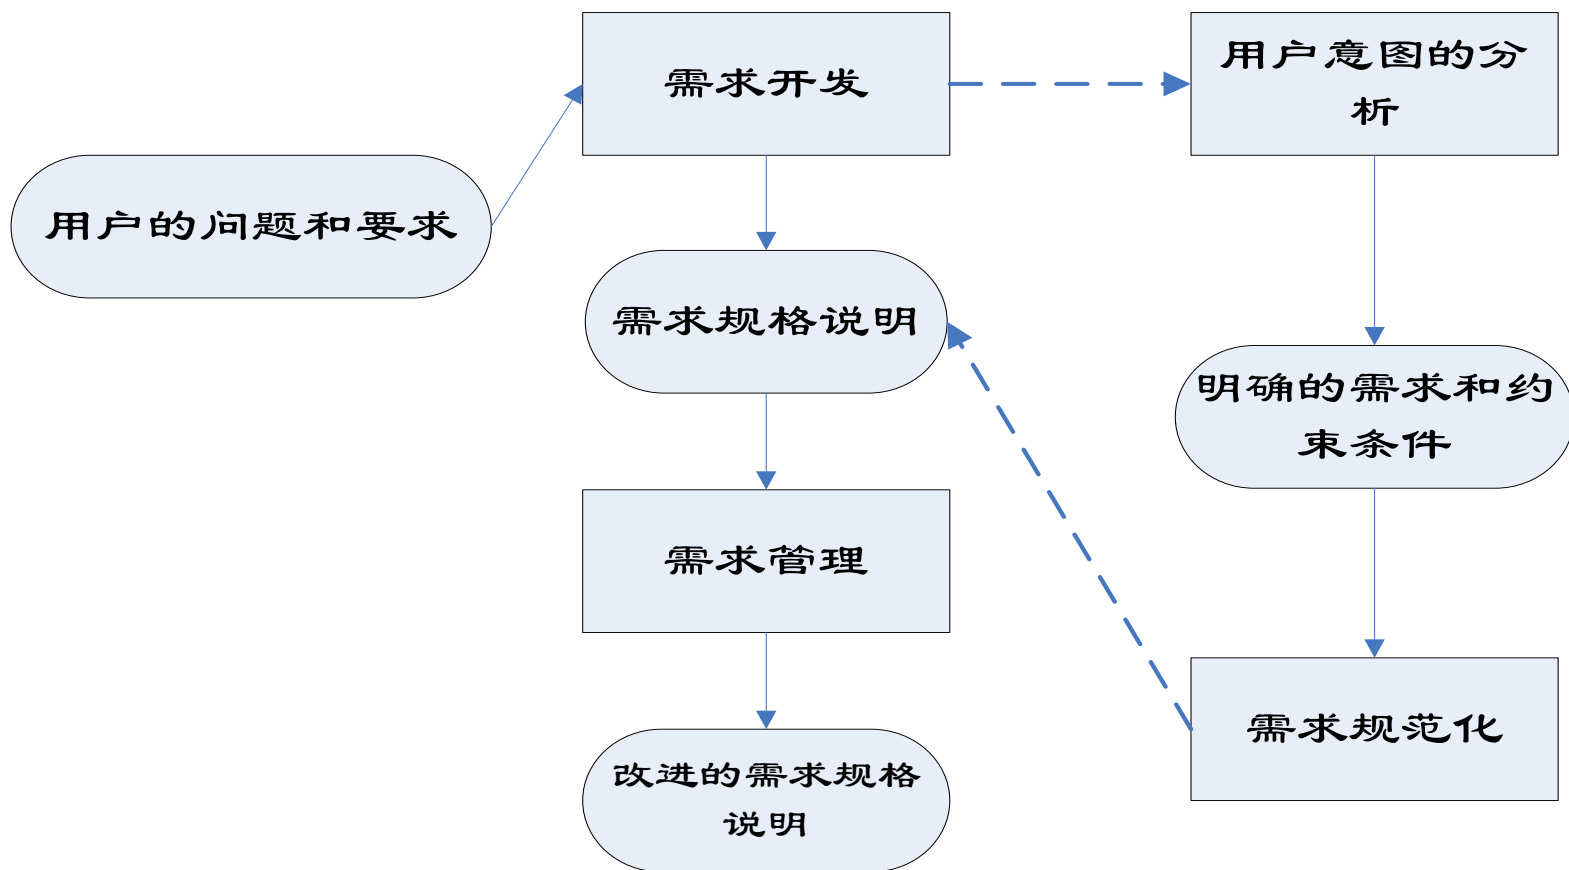 需求开发
用户意图的分
析
用户的问题和要求
需求规格说明
明确的需求和约
束条件
需求管理
需求规范化
改进的需求规格
说明